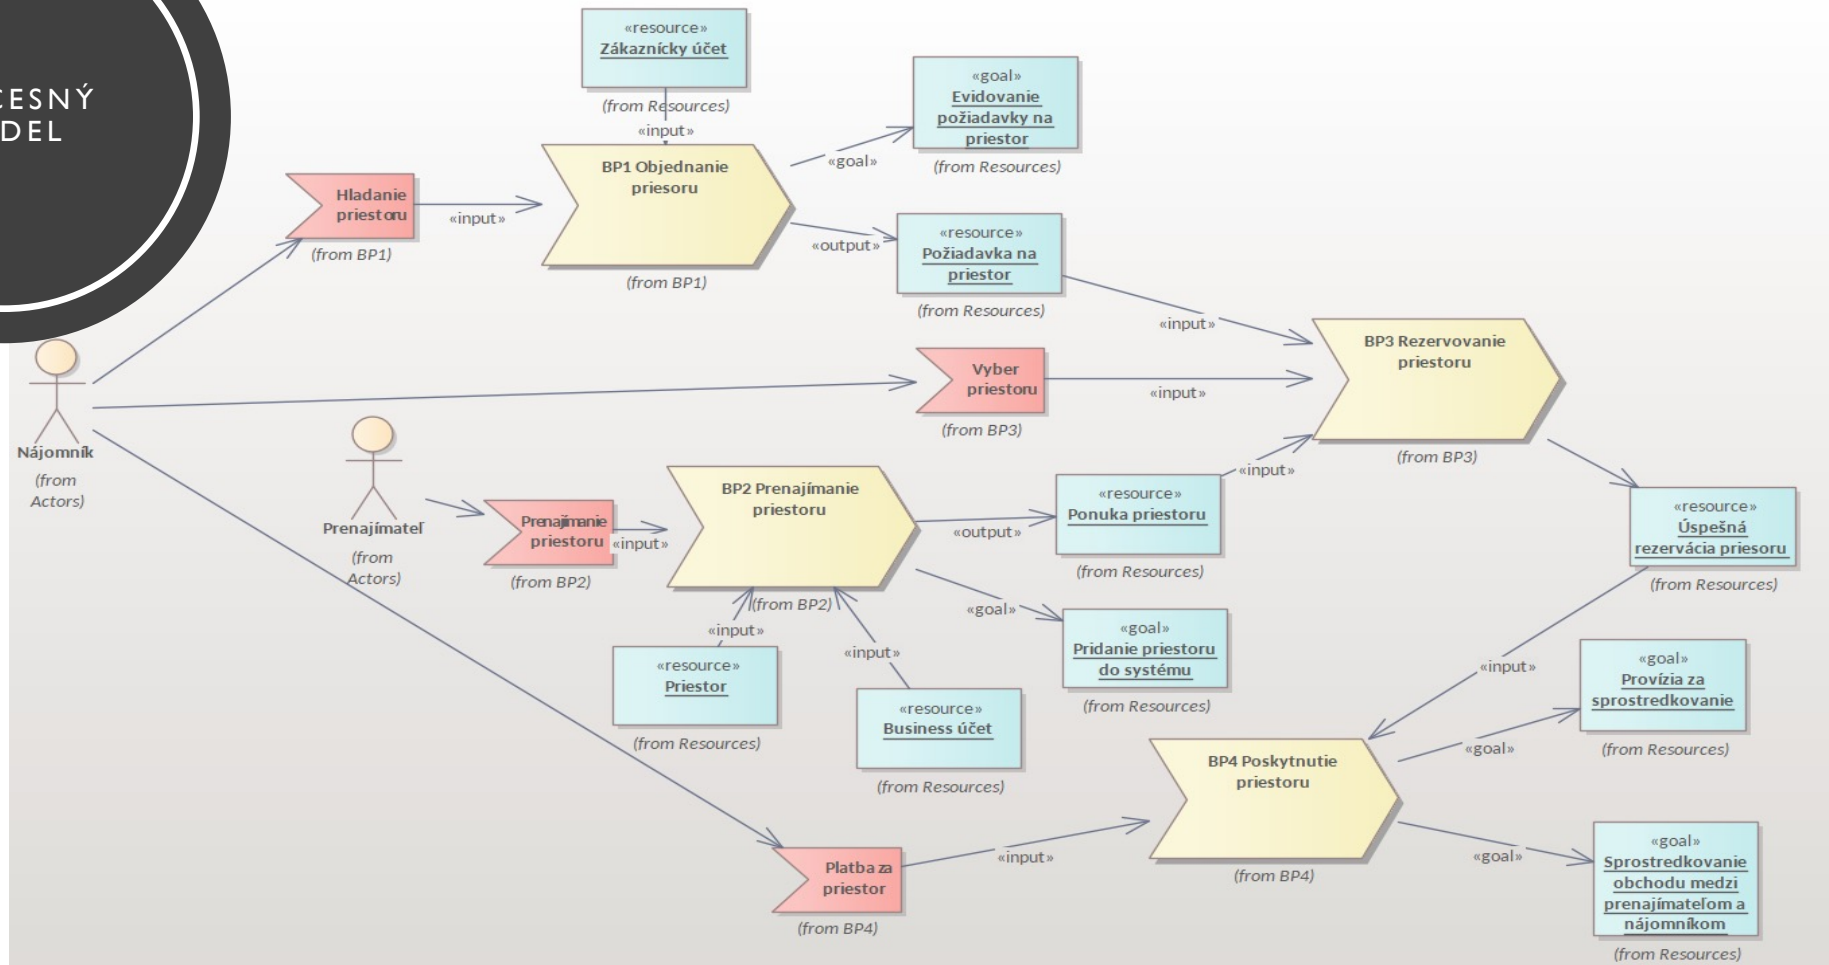 CESNÝ
DEL
«resource»
Zákaznícky účet
(from Resources)
«input»
«goal»
Evidovanie
požiadavky na
priestor
(from Resources)
BP1 Objednanie
priesoru
«goal»
Hladanie
priestoru
«input»
(from BP1)
«output»
(from BP1)
«resource»
Požiadavka na
priestor
(from Resources)
«input»
BP3 Rezervovanie
priestoru
Vyber
priestoru
«input»
(from BP3)
(from BP3)
Nájomník
(from
Actors)
Prenajímateľ
(from
Actors)
Prenajímanie
priestoru
«input»
(from BP2)
BP2 Prenajímanie
priestoru
(from BP2)
«output»
«resource»
Ponuka priestoru
(from Resources)
«input»
«resource»
Úspešná
rezervácia priesoru
(from Resources)
«goal»
«goal»
Pridanie priestoru
do systému
(from Resources)
«input»
«resource»
Priestor
(from Resources)
«input»
«resource»
Business účet
(from Resources)
«input»
«goal»
Provízia za
sprostredkovanie
(from Resources)
BP4 Poskytnutie
priestoru
«goal»
(from BP4)
Platba za
priestor
«input»
(from BP4)
«goal»
«goal»
Sprostredkovanie
obchodu medzi
prenajímateľom a
nájomníkom
(from Resources)